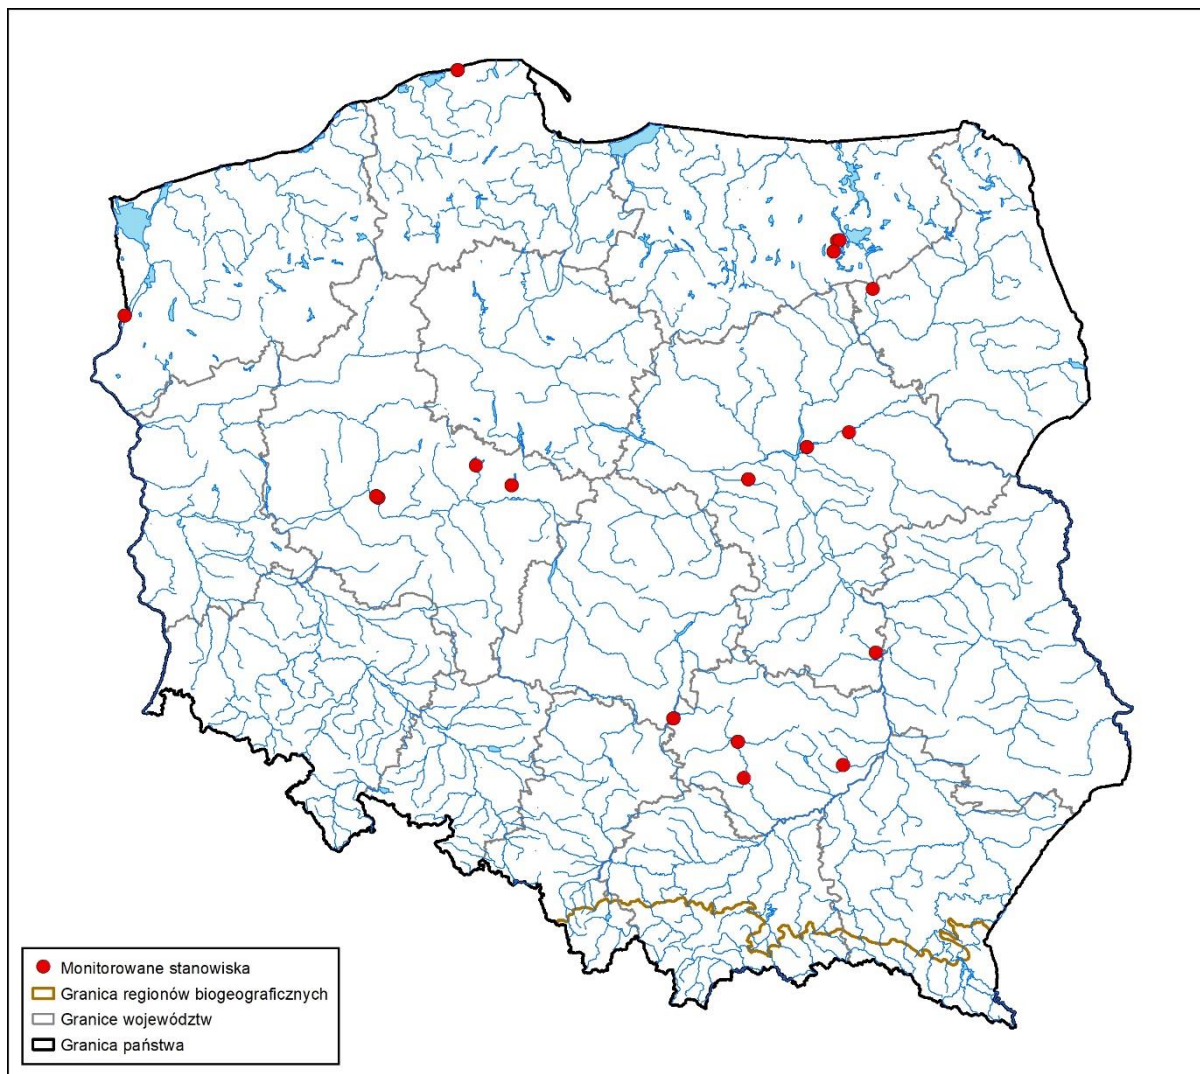 Monitorowane stanowiska
Granica regionów biogeograficznych
Granice województw
Granica państwa